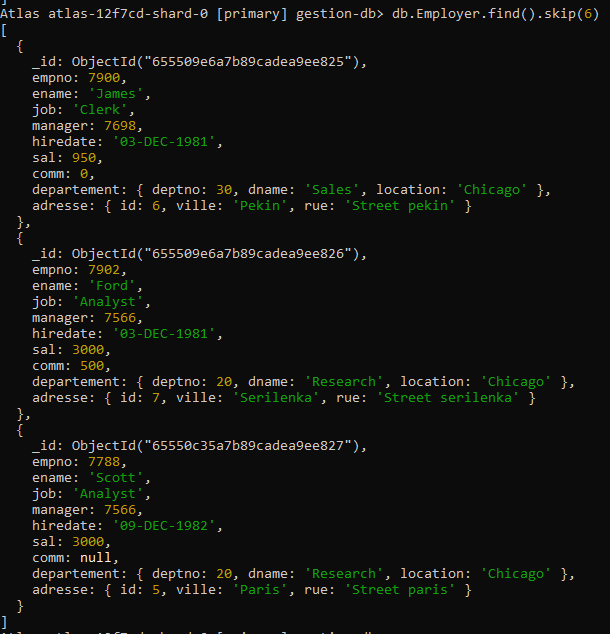 ]
Atlas atlas-12f7cd-shard-0 [primary] gestion-db> db.Employer.find().skip(6)
[
  {
    _id: ObjectId("655509e6a7b89cadea9ee825"),
    empno: 7900,
    ename: 'James',
    job: 'Clerk',
    manager: 7698,
    hiredate: '03-DEC-1981',
    sal: 950,
    comm: 0,
    departement: { deptno: 30, dname: 'Sales', location: 'Chicago' },
    adresse: { id: 6, ville: 'Pekin', rue: 'Street pekin' }
  },
  {
    _id: ObjectId("655509e6a7b89cadea9ee826"),
    empno: 7902,
    ename: 'Ford',
    job: 'Analyst',
    manager: 7566,
    hiredate: '03-DEC-1981',
    sal: 3000,
    comm: 500,
    departement: { deptno: 20, dname: 'Research', location: 'Chicago' },
    adresse: { id: 7, ville: 'Serilenka', rue: 'Street serilenka' }
  },
  {
    _id: ObjectId("65550c35a7b89cadea9ee827"),
    empno: 7788,
    ename: 'Scott',
    job: 'Analyst',
    manager: 7566,
    hiredate: '09-DEC-1982',
    sal: 3000,
    comm: null,
    departement: { deptno: 20, dname: 'Research', location: 'Chicago' },
    adresse: { id: 5, ville: 'Paris', rue: 'Street paris' }
  }
]